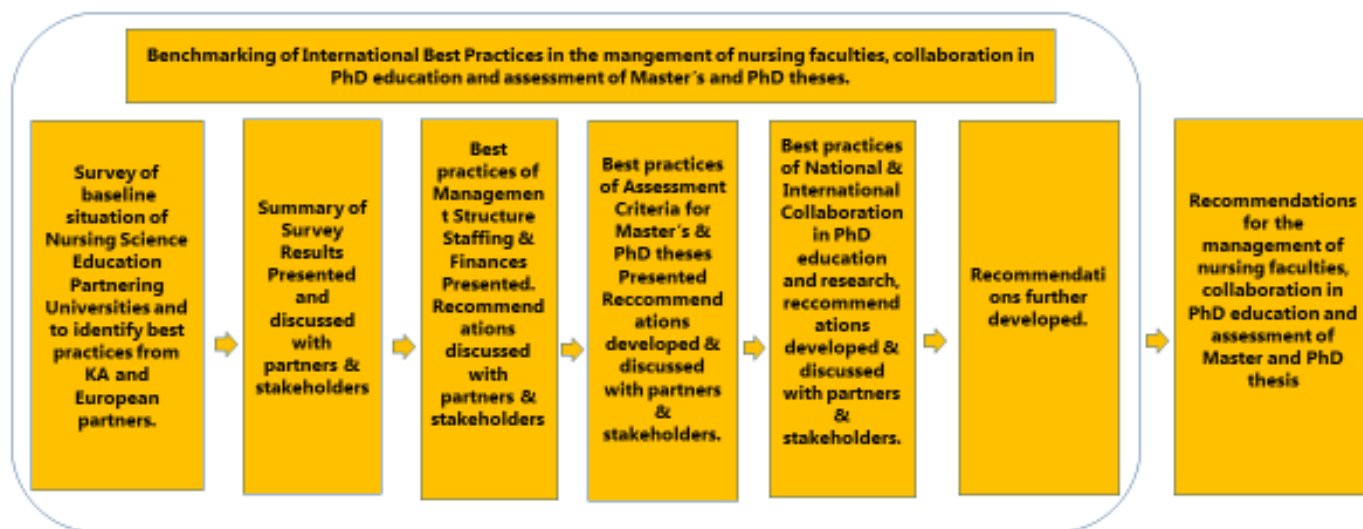 Benchmarking of International Best Practices in the mangement of nursing faculties, collaboration in
PhD education and assessment of Master´s and PhD theses.
Survey of
baseline
situation of
Nursing Science
Education
Partnering
Universities and
to identify best
practices from
KA and
European
partners.
Summary of
Survey
Results
Presented
and
discussed
with
partners &
stakeholders
Best
practices of
Managemen
t Structure
Staffing &
Finances
Presented.
Recommend
ations
discussed
with
partners &
stakeholders
Best practices
of Assessment
Criteria for
Master´s &
PhD theses
Presented
Reccommend
ations
developed &
discussed
with partners
&
stakeholders.
Best practices
of National &
International
Collaboration
in PhD
education
and research,
reccommend
ations
developed &
discussed
with partners
&
stakeholders.
Recommendati
ons further
developed.
Recommendations
for the
management of
nursing faculties,
collaboration in
PhD education and
assessment of
Master and PhD
thesis